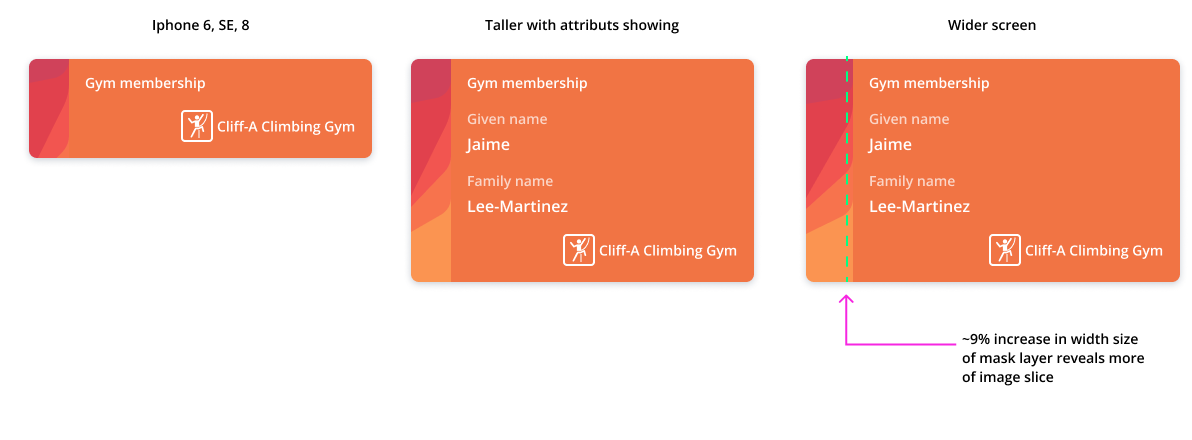 Iphone 6, SE, 8
Gym membership
Cliff-A Climbing Gym
Taller with attributs showing
Gym membership
Given name
Jaime
Family name
Lee-Martinez
Cliff-A Climbing Gym
Wider screen
Gym membership
Given name
Jaime
Family name
Lee-Martinez
Cliff-A Climbing Gym
~9% increase in width size
of mask layer reveals more
of image slice